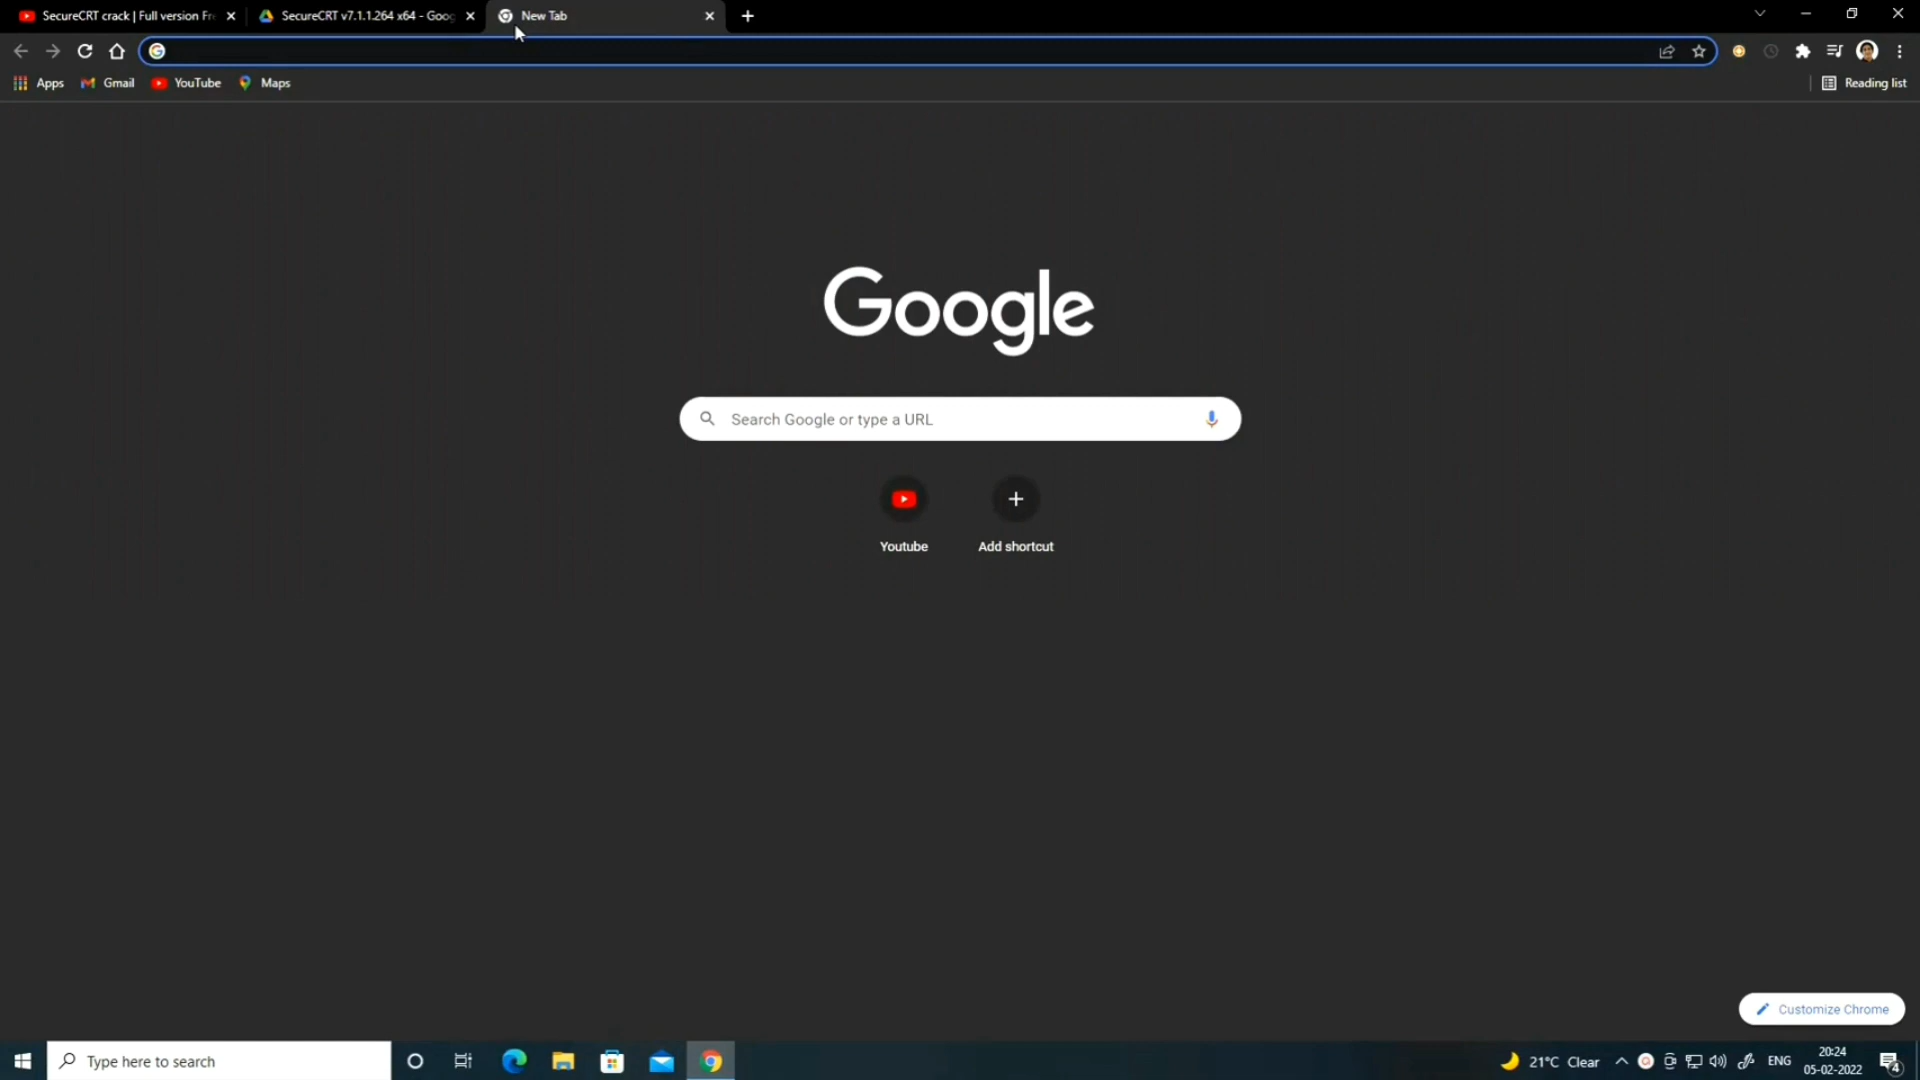 SecureCRT crack | Full version Fr
SecureCRT v7.1.1.264 x64 - Goog
New Tab
Apps
Gmail
YouTube
Maps
Reading list
Google
Search Google or type a URL
Youtube
Add shortcut
Customize Chrome
Type here to search
21°C Clear
ENG
20:24
05-02-2022
4